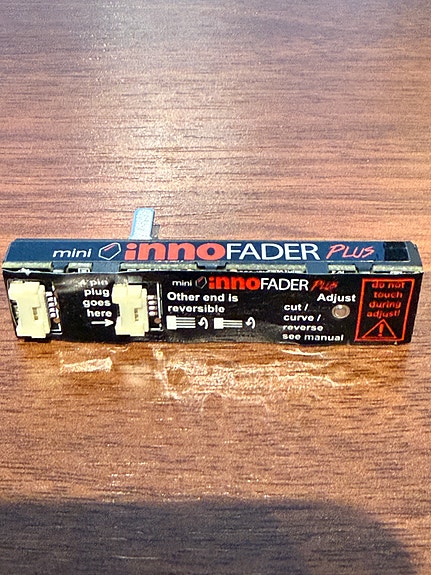 mini innoFADER PLUS
mini innoFADER PLUS
4 pin
plug
goes
here
Other end is
reversible
Adjust
cut /
curve /
reverse
see manual
do not
touch
during
adjust!